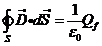 ∮_S D⃗·dS⃗ = 1/ε₀ Q_f